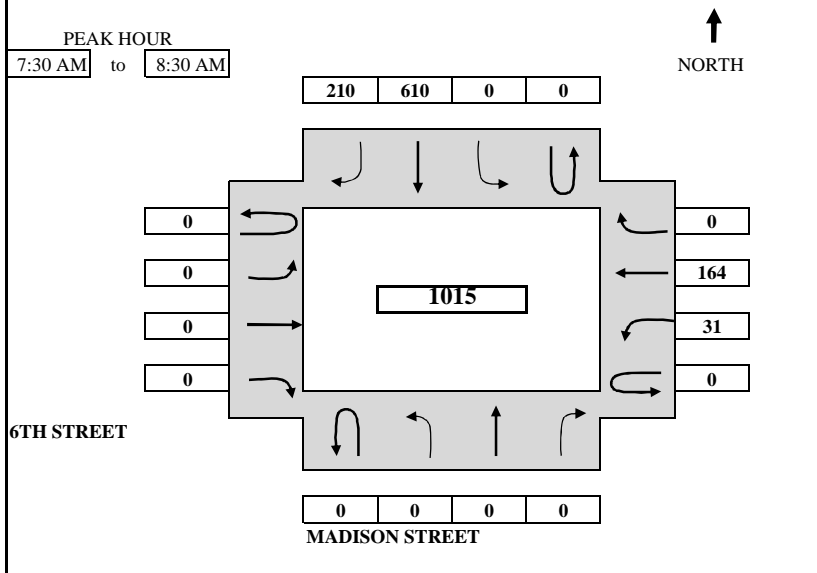 PEAK HOUR
7:30 AM to 8:30 AM
NORTH
210 610 0 0
0 0
0 164
1015
0 31
0 0
6TH STREET
0 0 0 0
MADISON STREET